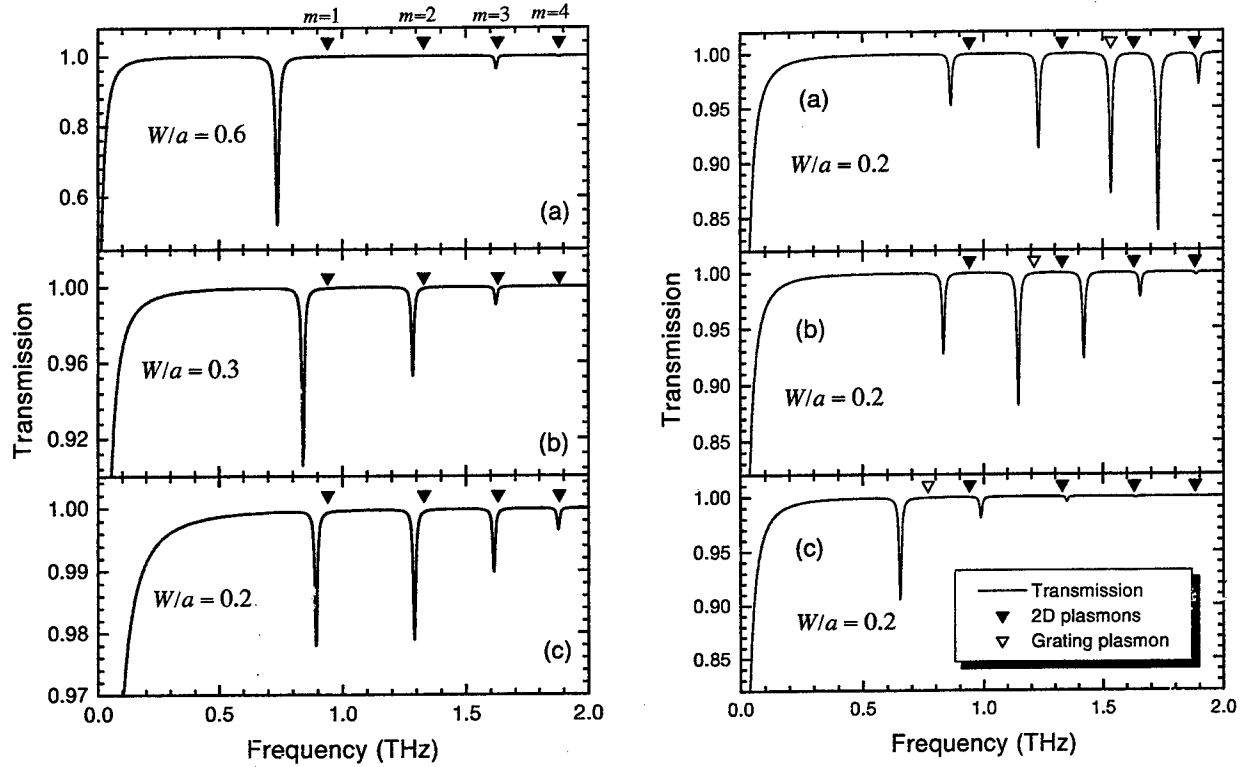 m=1 m=2 m=3 m=4
1.0
0.8
0.6
W/a = 0.6
(a)
1.00
0.96
0.92
W/a = 0.3
(b)
1.00
0.99
0.98
0.97
W/a = 0.2
(c)
0.0 0.5 1.0 1.5 2.0
Frequency (THz)
Transmission
1.00
0.95
0.90
0.85
(a)
W/a = 0.2
1.00
0.95
0.90
0.85
(b)
W/a = 0.2
1.00
0.95
0.90
0.85
(c)
W/a = 0.2
Transmission
2D plasmons
Grating plasmon
0.0 0.5 1.0 1.5 2.0
Frequency (THz)
Transmission